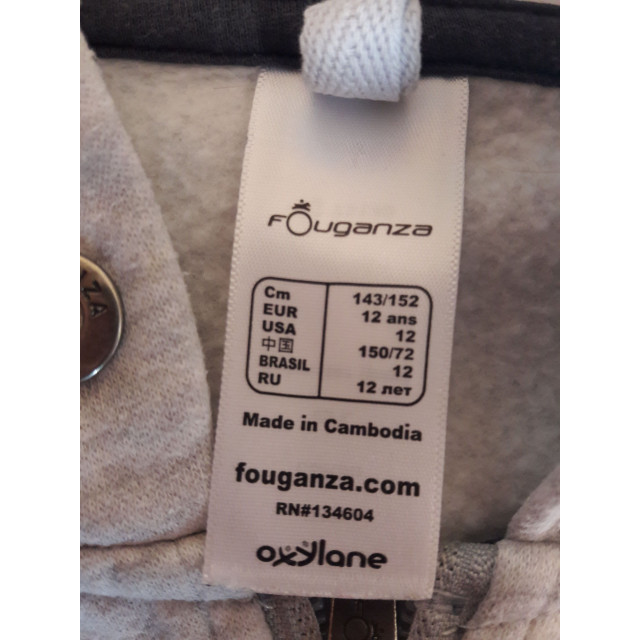 fOuganza
Cm 143/152
EUR 12 ans
USA 12
中国 150/72
BRASIL 12
RU 12 лет
Made in Cambodia
fouganza.com
RN#134604
oxylane